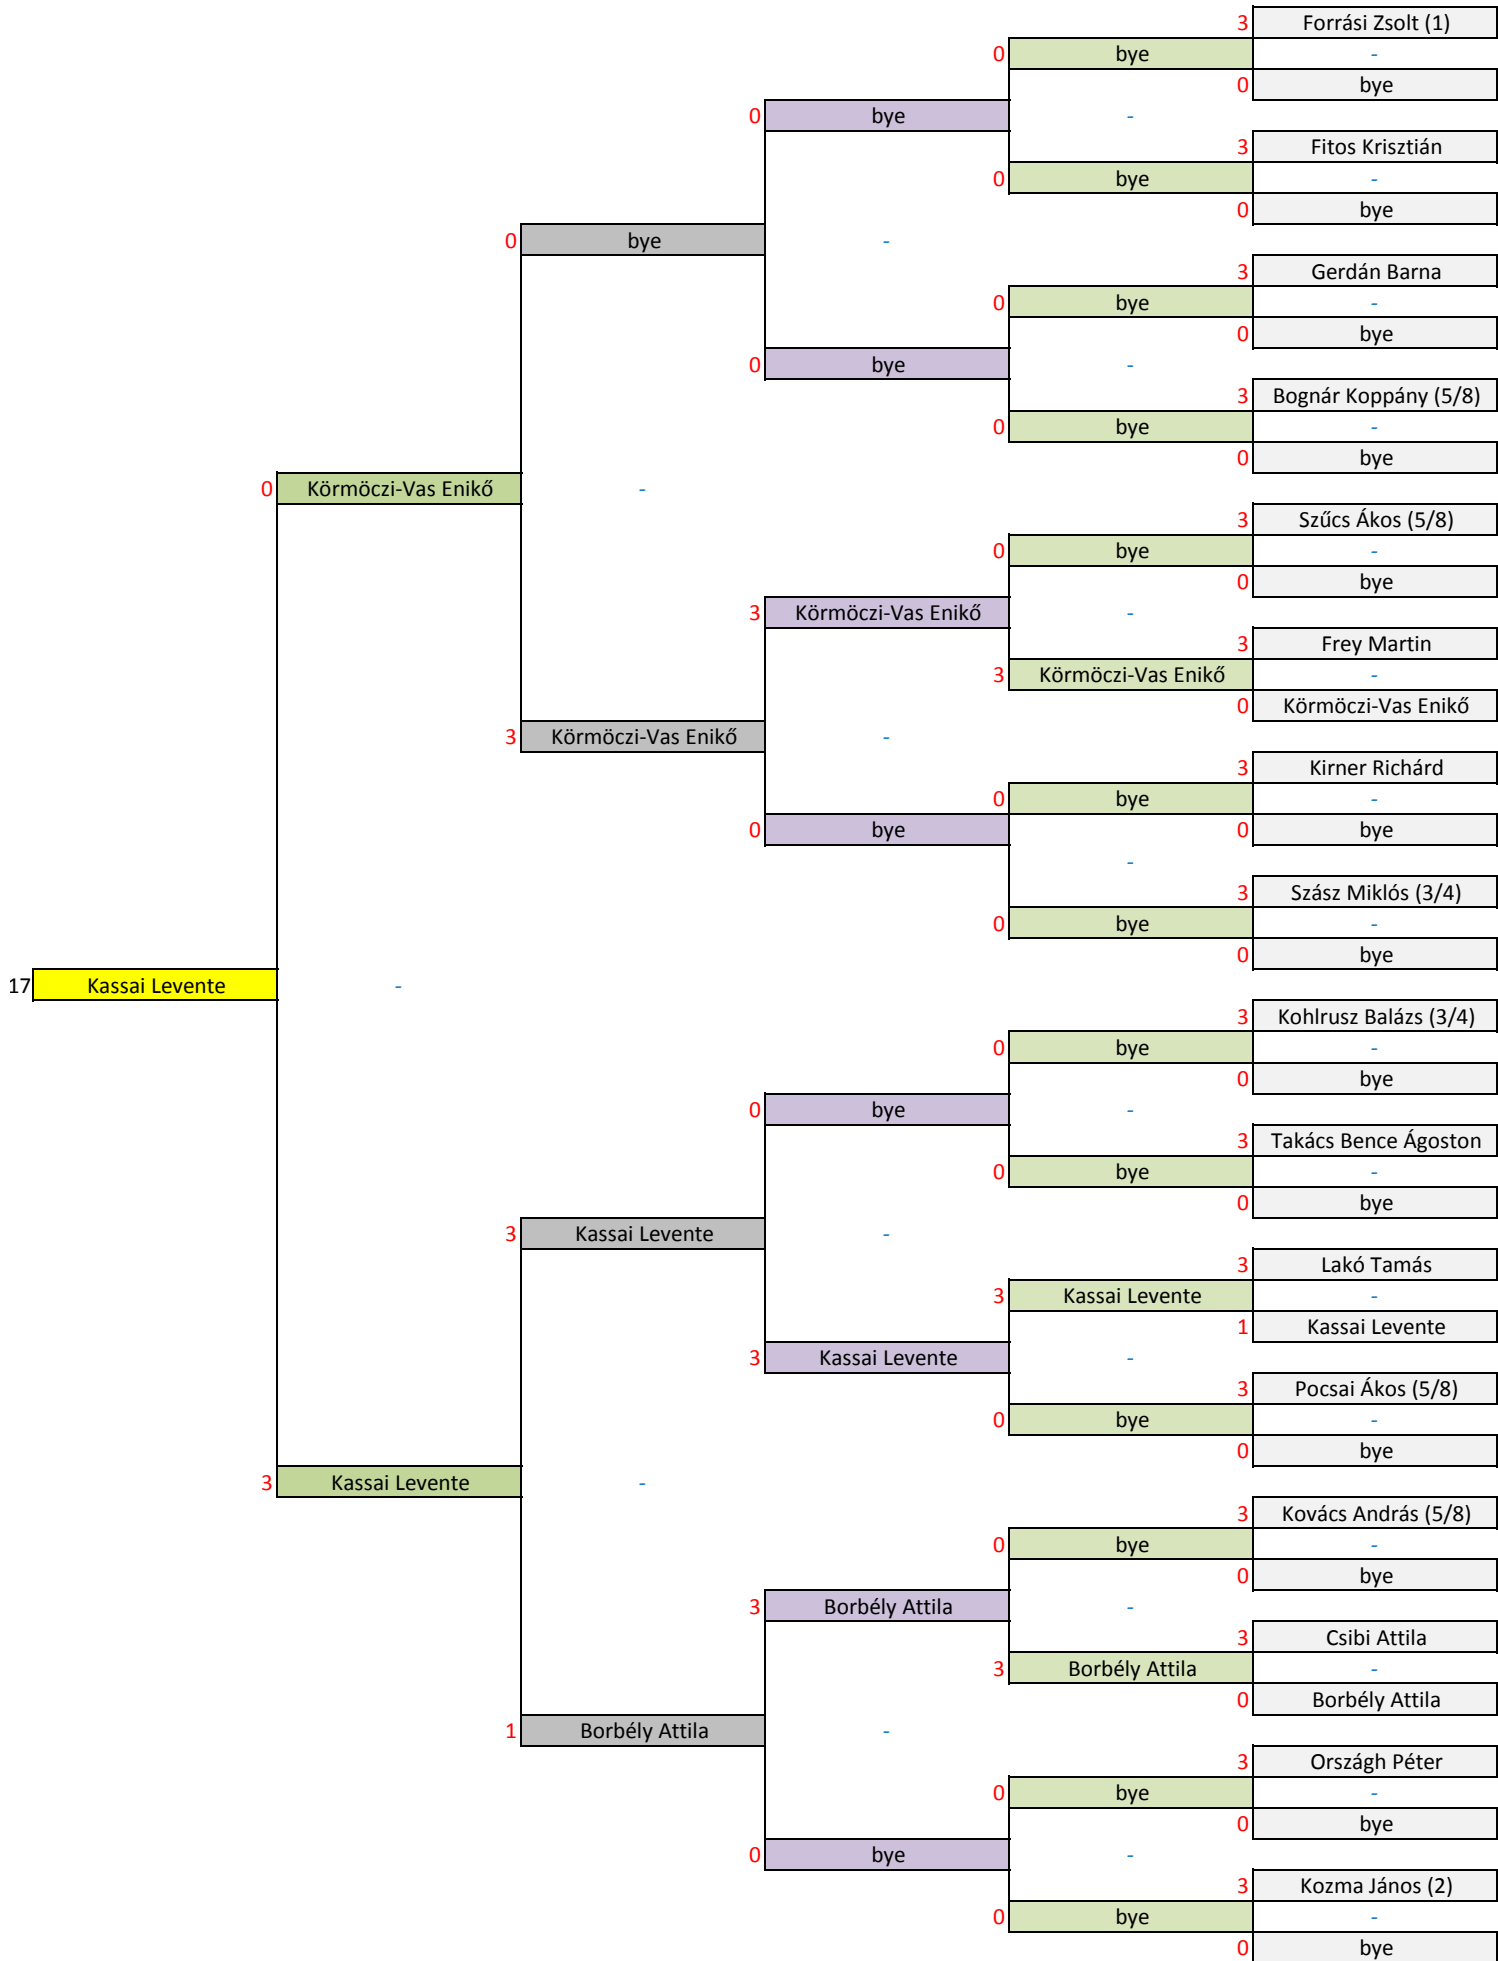 3 Forrási Zsolt (1)
0 bye -
0 bye
0 bye -
3 Fitos Krisztián
0 bye -
0 bye
0 bye -
3 Gerdán Barna
0 bye -
0 bye
0 bye -
3 Bognár Koppány (5/8)
0 bye -
0 bye
0 Körmöczi-Vas Enikő -
3 Szűcs Ákos (5/8)
0 bye -
0 bye
3 Körmöczi-Vas Enikő -
3 Frey Martin
3 Körmöczi-Vas Enikő -
0 Körmöczi-Vas Enikő
3 Körmöczi-Vas Enikő -
3 Kirner Richárd
0 bye -
0 bye - 0 bye
-
3 Szász Miklós (3/4)
0 bye -
0 bye
17 Kassai Levente -
3 Kohlrusz Balázs (3/4)
0 bye -
0 bye
0 bye -
3 Takács Bence Ágoston
0 bye -
0 bye
3 Kassai Levente -
3 Lakó Tamás
3 Kassai Levente -
1 Kassai Levente
3 Kassai Levente -
3 Pocsai Ákos (5/8)
0 bye -
0 bye
3 Kassai Levente -
3 Kovács András (5/8)
0 bye -
0 bye
3 Borbély Attila -
3 Csibi Attila
3 Borbély Attila -
0 Borbély Attila
1 Borbély Attila -
3 Országh Péter
0 bye -
0 bye
0 bye -
3 Kozma János (2)
0 bye -
0 bye